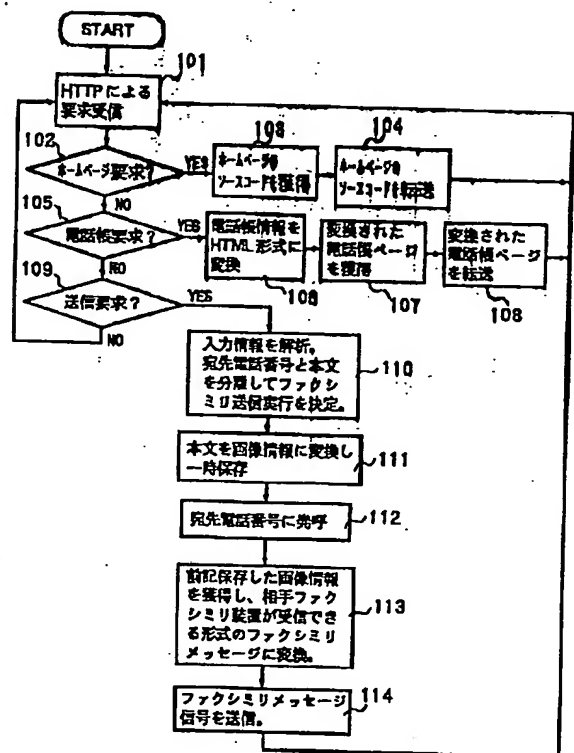 START
101
HTTPによる
要求受信
102
ホームページ要求?
YES
103
ホームページの
ソースコードを獲得
104
ホームページの
ソースコードを転送
NO
105
電話帳要求?
YES
電話帳情報を
HTML形式に
変換
106
変換された
電話帳ページ
を獲得
107
変換された
電話帳ページ
を転送
108
NO
109
送信要求?
YES
NO
入力情報を解析。
宛先電話番号と本文
を分離してファクシ
ミリ送信実行を決定。
110
本文を画像情報に変換し
一時保存
111
宛先電話番号に発呼
112
前記保存した画像情報
を獲得し、相手ファク
シミリ装置が受信でき
る形式のファクシミリ
メッセージに変換。
113
ファクシミリメッセージ
信号を送信。
114